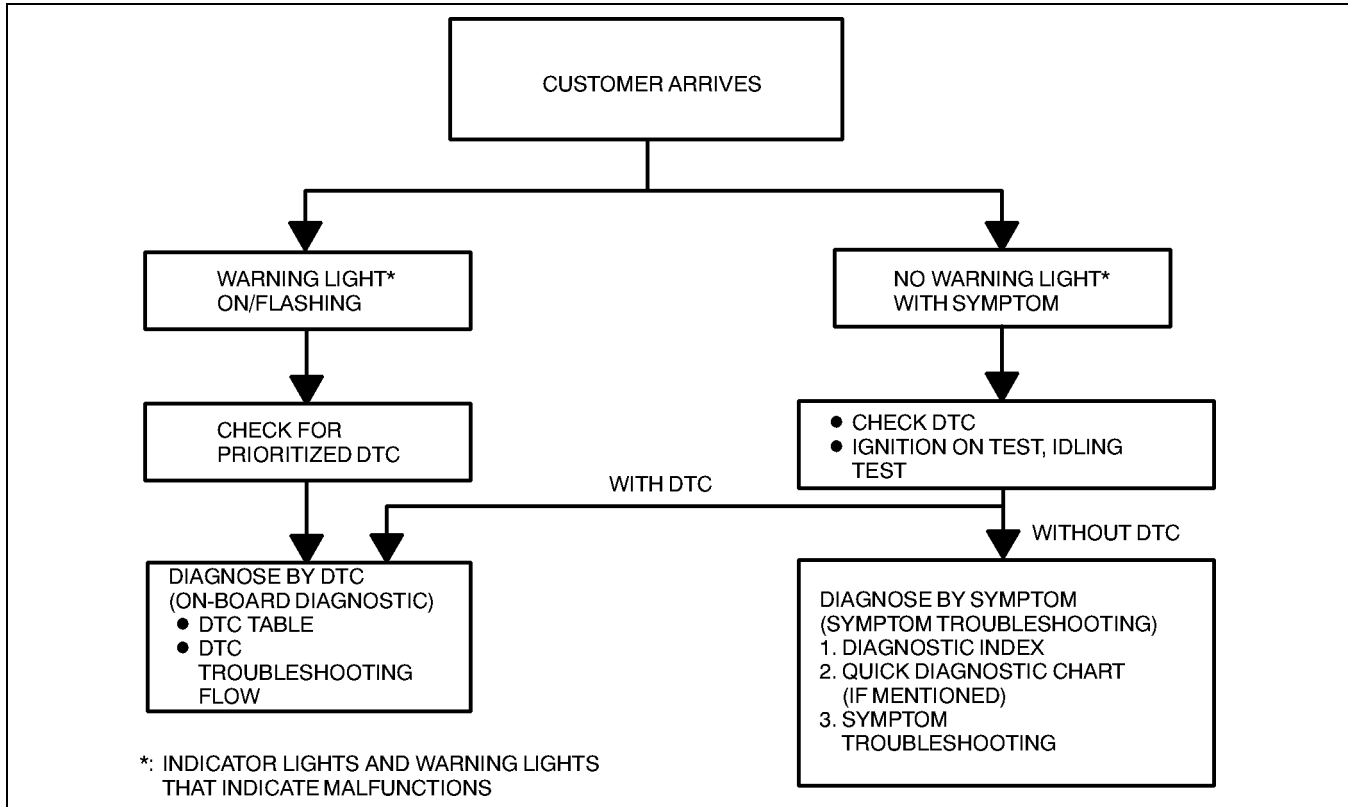 CUSTOMER ARRIVES
WARNING LIGHT*
ON/FLASHING
NO WARNING LIGHT*
WITH SYMPTOM
CHECK FOR
PRIORITIZED DTC
● CHECK DTC
● IGNITION ON TEST, IDLING
TEST
WITH DTC
WITHOUT DTC
DIAGNOSE BY DTC
(ON-BOARD DIAGNOSTIC)
● DTC TABLE
● DTC
TROUBLESHOOTING
FLOW
DIAGNOSE BY SYMPTOM
(SYMPTOM TROUBLESHOOTING)
1. DIAGNOSTIC INDEX
2. QUICK DIAGNOSTIC CHART
(IF MENTIONED)
3. SYMPTOM
TROUBLESHOOTING
*: INDICATOR LIGHTS AND WARNING LIGHTS
THAT INDICATE MALFUNCTIONS